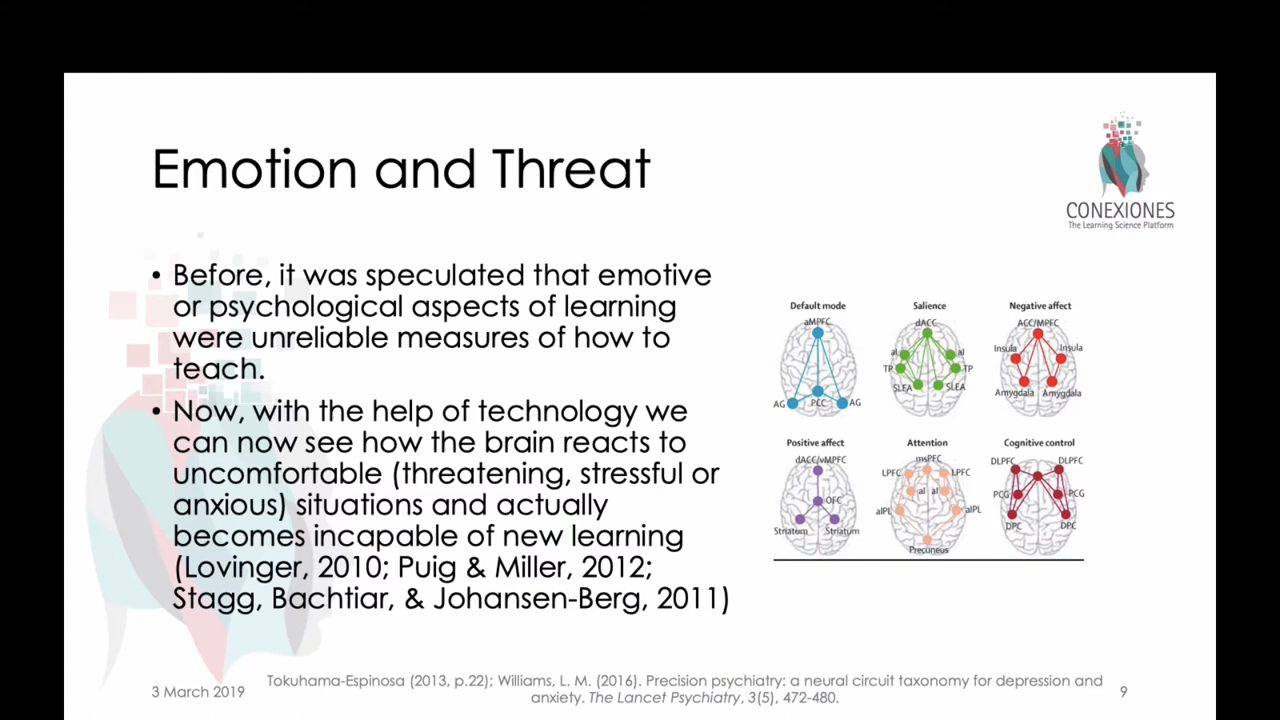 Emotion and Threat
CONEXIONES
The Learning Science Platform
• Before, it was speculated that emotive
or psychological aspects of learning
were unreliable measures of how to
teach.
• Now, with the help of technology we
can now see how the brain reacts to
uncomfortable (threatening, stressful or
anxious) situations and actually
becomes incapable of new learning
(Lovinger, 2010; Puig & Miller, 2012;
Stagg, Bachtiar, & Johansen-Berg, 2011)
Default mode
aMPFC
AG
PCC
AG
Salience
dACC
aI
aI
TP
TP
SLEA
SLEA
Negative affect
ACC/MPFC
Insula
Insula
Amygdala
Amygdala
Positive affect
dACC/vMPFC
OFC
Striatum
Striatum
Attention
msPFC
LPFC
LPFC
aI
aI
aIPL
aIPL
Precuneus
Cognitive control
DLPFC
DLPFC
PCG
PCG
DPC
DPC
3 March 2019
Tokuhama-Espinosa (2013, p.22); Williams, L. M. (2016). Precision psychiatry: a neural circuit taxonomy for depression and
anxiety. The Lancet Psychiatry, 3(5), 472-480.
9